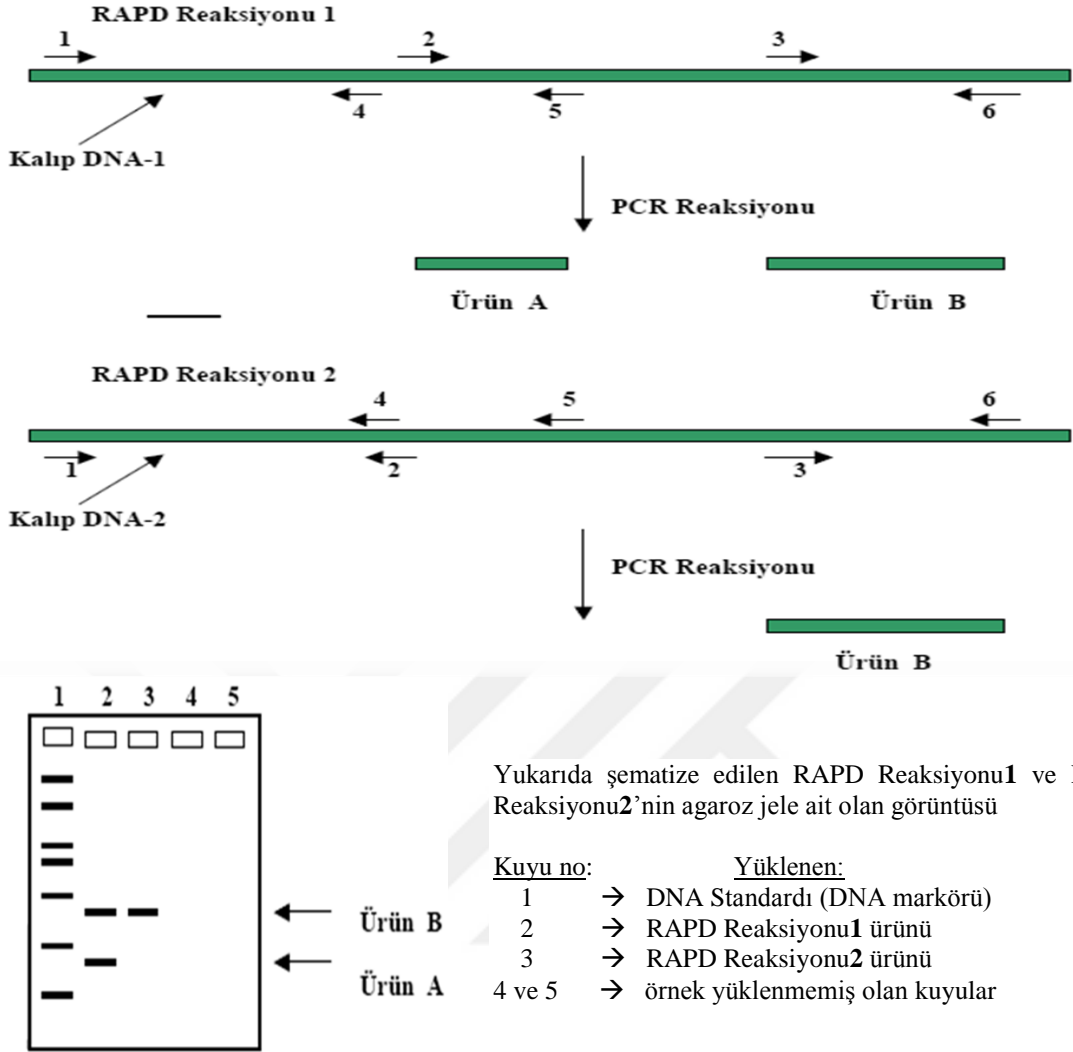 RAPD Reaksiyonu 1
1 2 3
4 5 6
Kalıp DNA-1
PCR Reaksiyonu
Ürün A Ürün B
RAPD Reaksiyonu 2
4 5 6
1 2 3
Kalıp DNA-2
PCR Reaksiyonu
Ürün B
1 2 3 4 5
Ürün B
Ürün A
Yukarıda şematize edilen RAPD Reaksiyonu1 ve
Reaksiyonu2’nin agaroz jele ait olan görüntüsü
Kuyu no: Yüklenen:
1 → DNA Standardı (DNA markörü)
2 → RAPD Reaksiyonu1 ürünü
3 → RAPD Reaksiyonu2 ürünü
4 ve 5 → örnek yüklenmemiş olan kuyular